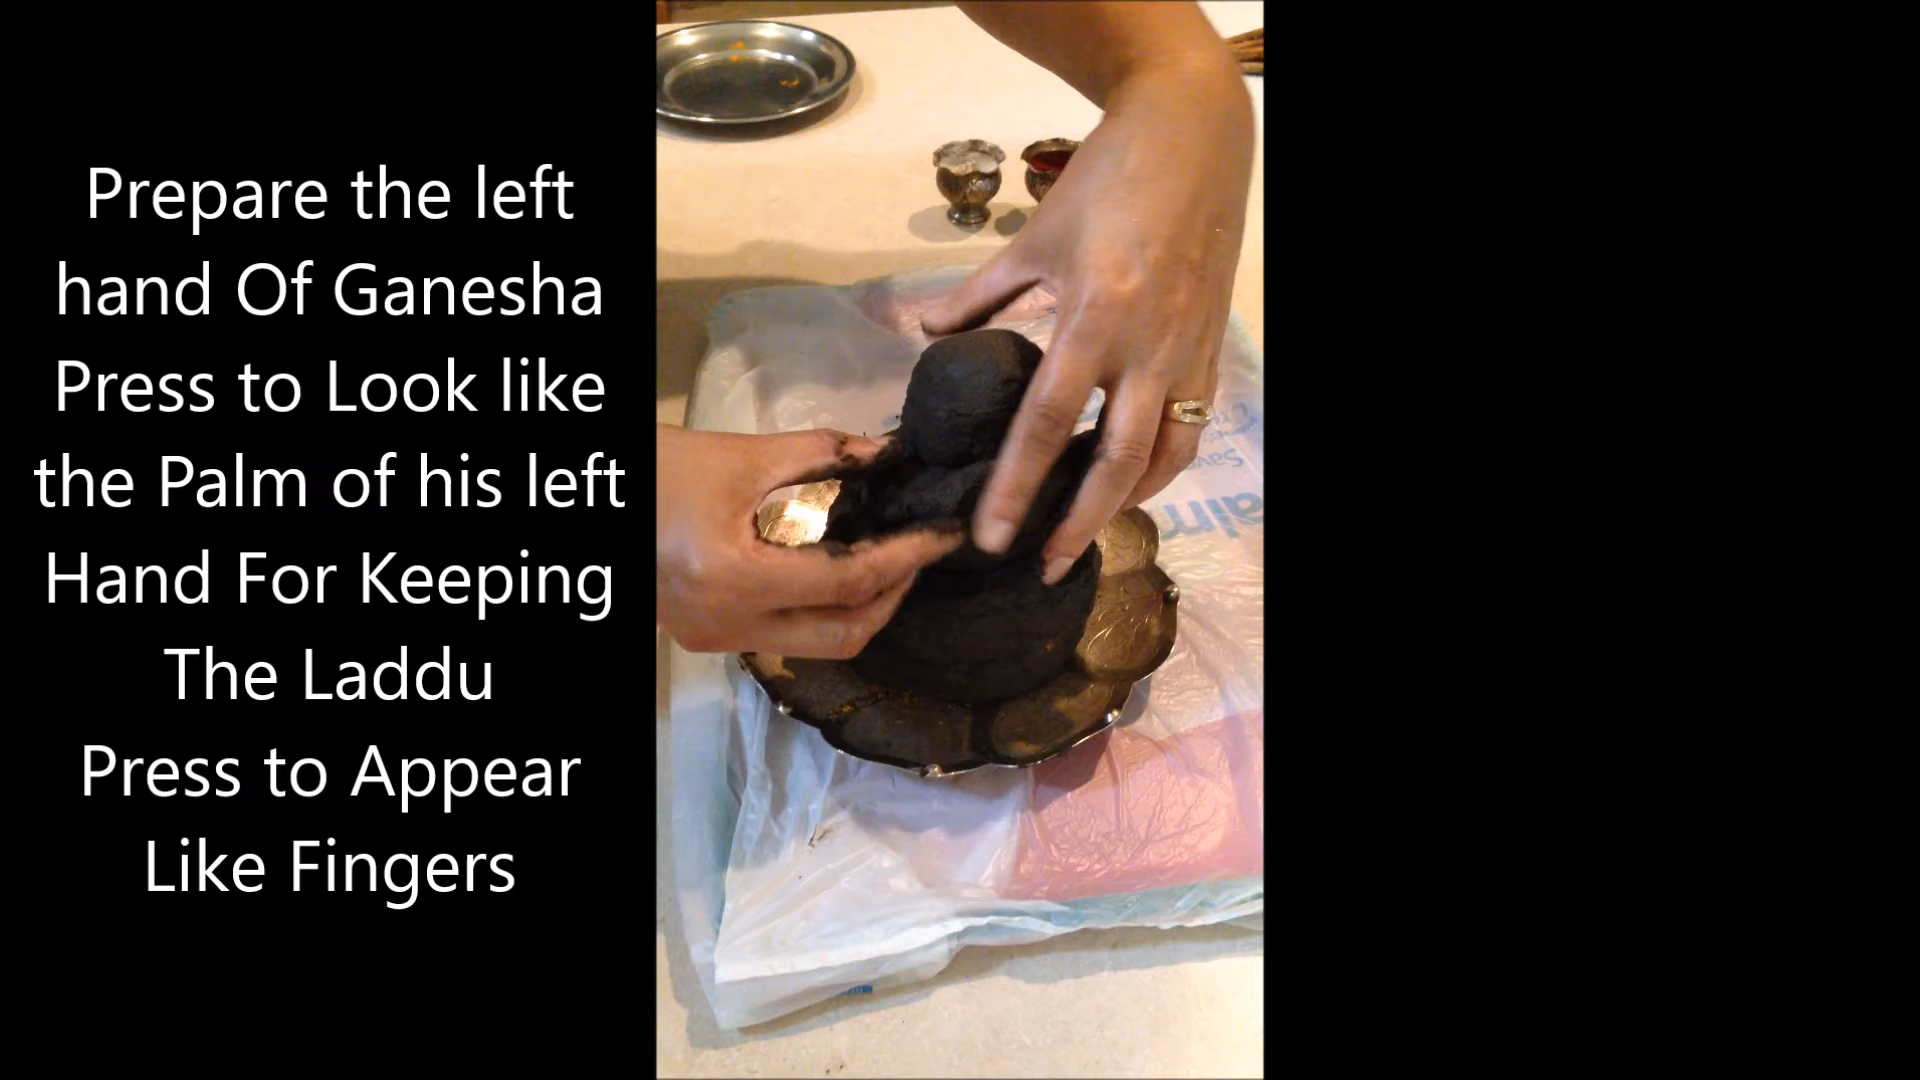 Prepare the left
hand Of Ganesha
Press to Look like
the Palm of his left
Hand For Keeping
The Laddu
Press to Appear
Like Fingers
Save